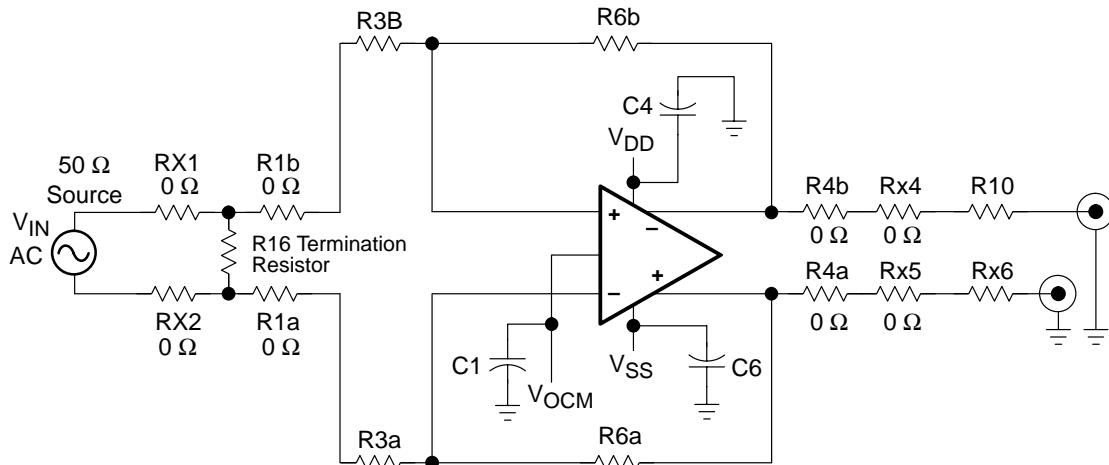 R3B
R6b
C4
VDD
50 Ω
Source
RX1
0 Ω
R1b
0 Ω
R4b
0 Ω
Rx4
0 Ω
R10
VIN
AC
R16 Termination
Resistor
+
−
+
−
RX2
0 Ω
R1a
0 Ω
R4a
0 Ω
Rx5
0 Ω
Rx6
C1
VOCM
VSS
C6
R3a
R6a